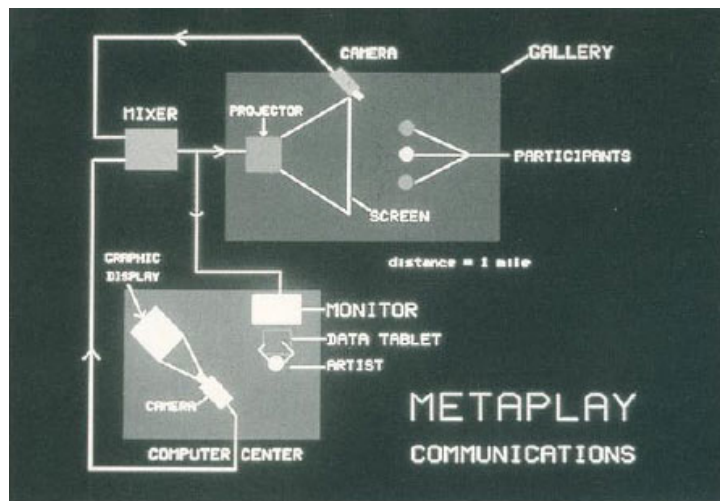 CAMERA
GALLERY
MIXER
PROJECTOR
PARTICIPANTS
SCREEN
distance = 1 mile
GRAPHIC
DISPLAY
MONITOR
DATA TABLET
ARTIST
CAMERA
METAPLAY
COMPUTER CENTER
COMMUNICATIONS